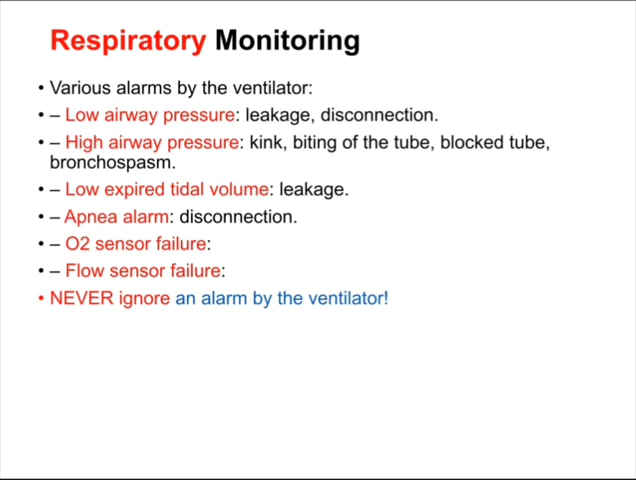 Respiratory Monitoring
• Various alarms by the ventilator:
• – Low airway pressure: leakage, disconnection.
• – High airway pressure: kink, biting of the tube, blocked tube,
bronchospasm.
• – Low expired tidal volume: leakage.
• – Apnea alarm: disconnection.
• – O2 sensor failure:
• – Flow sensor failure:
• NEVER ignore an alarm by the ventilator!